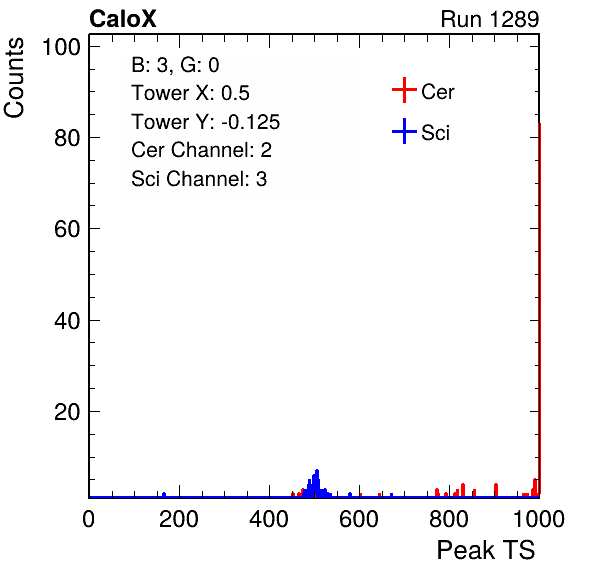 CaloX Run 1289
Counts
100
80
60
40
20
B: 3, G: 0
Tower X: 0.5
Tower Y: -0.125
Cer Channel: 2
Sci Channel: 3
Cer
Sci
0 200 400 600 800 1000
Peak TS